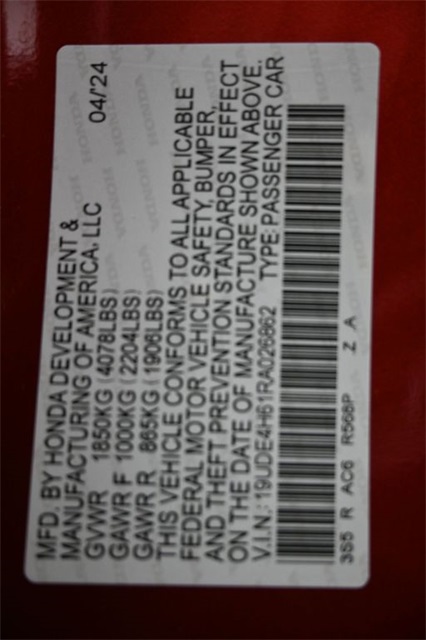 MFD. BY HONDA DEVELOPMENT &
MANUFACTURING OF AMERICA, LLC 04/'24
GVWR 1850KG (4078LBS)
GAWR F 1000KG (2204LBS)
GAWR R 865KG (1906LBS)
THIS VEHICLE CONFORMS TO ALL APPLICABLE
FEDERAL MOTOR VEHICLE SAFETY, BUMPER,
AND THEFT PREVENTION STANDARDS IN EFFECT
ON THE DATE OF MANUFACTURE SHOWN ABOVE.
V.I.N.: 19UDE4H61RA026862 TYPE: PASSENGER CAR
3S5 R AC6 R568P Z A